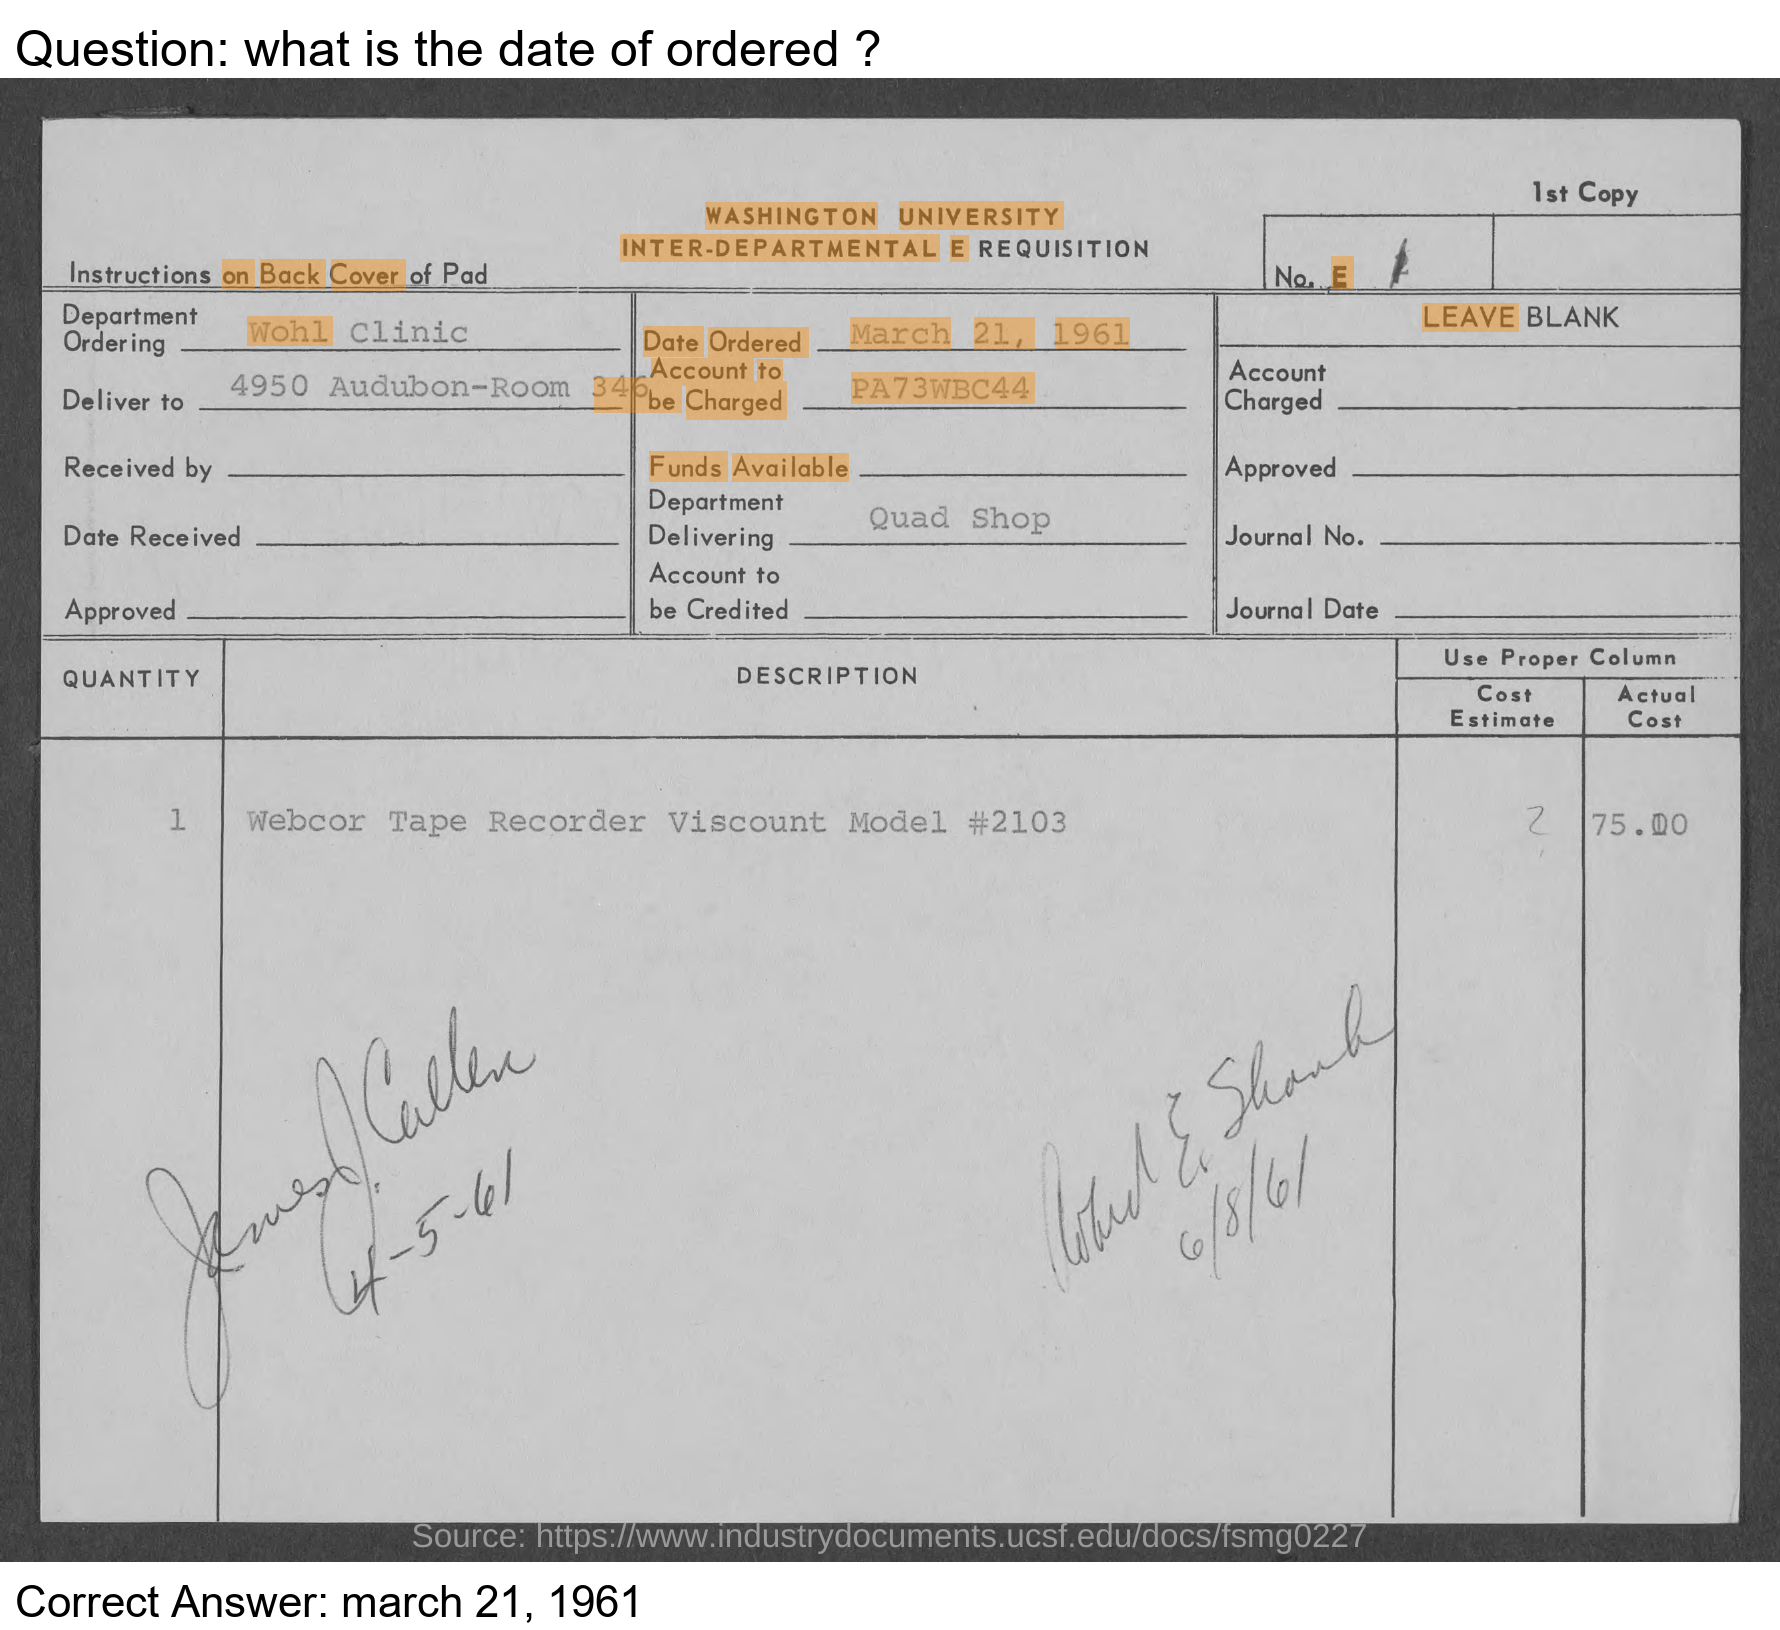 Question: what is the date of ordered ?
1st Copy
WASHINGTON UNIVERSITY
INTER-DEPARTMENTAL E REQUISITION
Instructions on Back Cover of Pad
No. E
Department
Ordering Wohl Clinic
Deliver to 4950 Audubon-Room 346
Received by
Date Received
Approved
Date Ordered March 21, 1961
Account to
be Charged PA73WBC44
Funds Available
Department
Delivering Quad Shop
Account to
be Credited
LEAVE BLANK
Account
Charged
Approved
Journal No.
Journal Date
QUANTITY
DESCRIPTION
Use Proper Column
Cost
Estimate
Actual
Cost
1 Webcor Tape Recorder Viscount Model #2103 75.00
James J. Cullen
4-5-61
E. Shank
6/8/61
Source: https://www.industrydocuments.ucsf.edu/docs/fsmg0227
Correct Answer: march 21, 1961